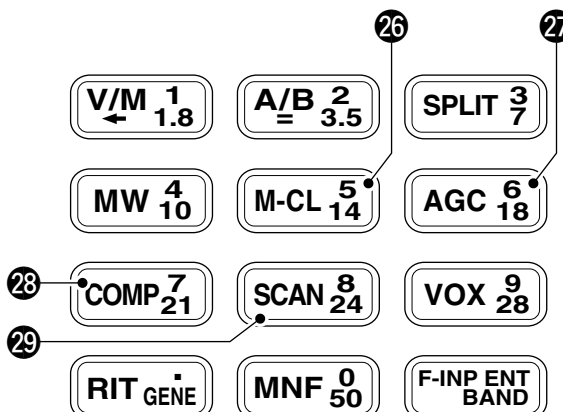 26 27
V/M 1
← 1.8
A/B 2
= 3.5
SPLIT 3
7
MW 4
10
M-CL 5
14
AGC 6
18
28
COMP 7
21
SCAN 8
24
VOX 9
28
29
RIT .
GENE
MNF 0
50
F-INP ENT
BAND